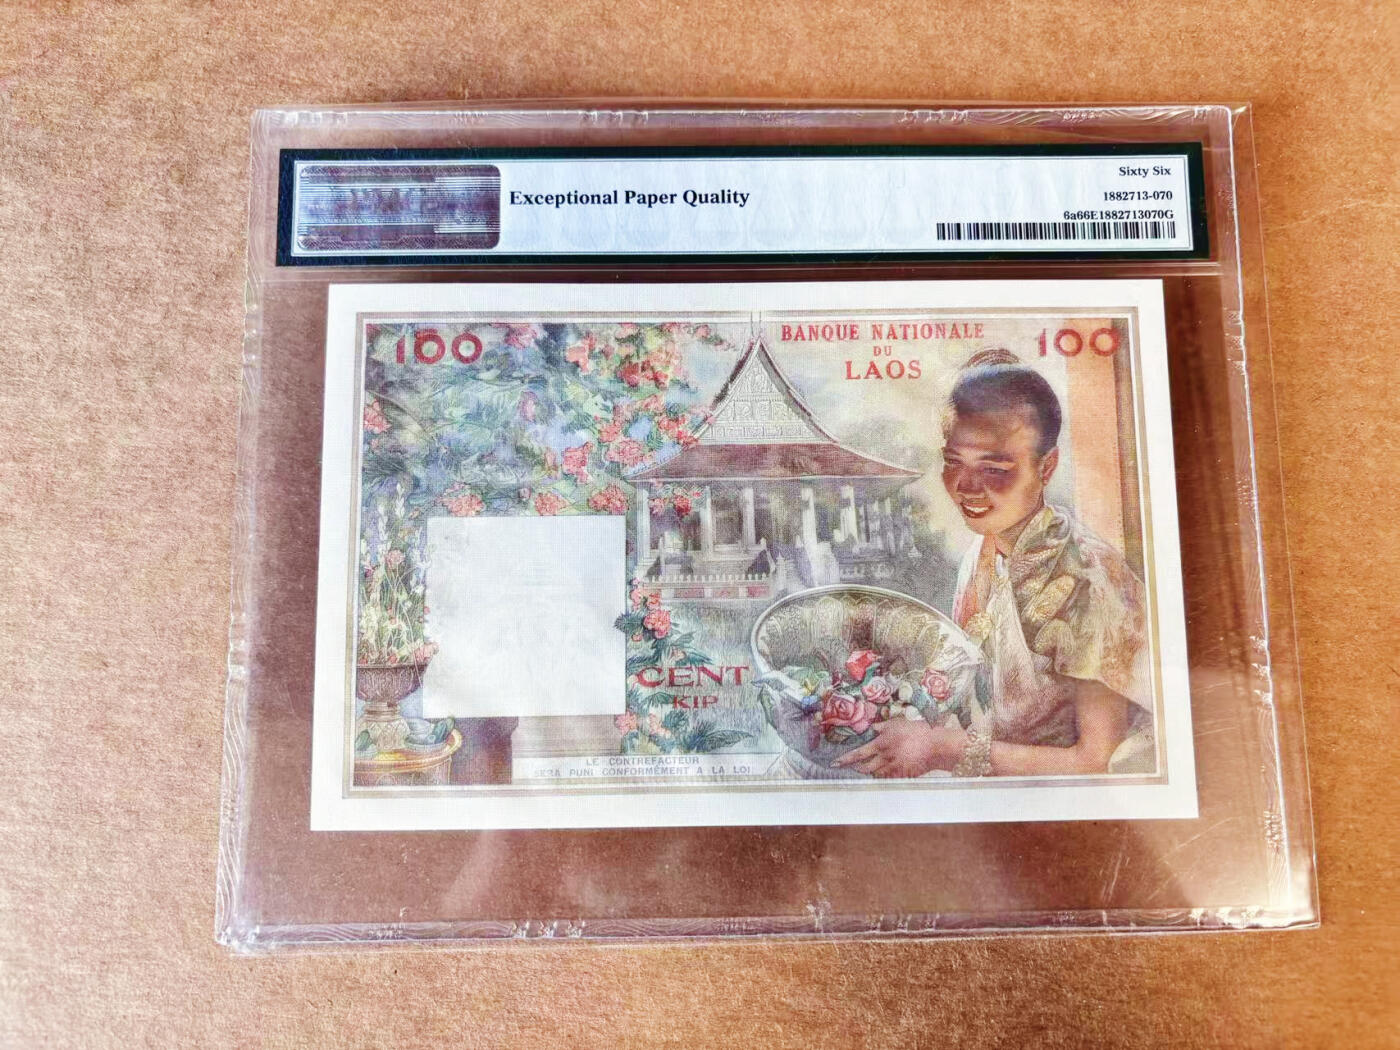 Exceptional Paper Quality
Sixty Six
1882713-070
6a66E1882713070G
100
BANQUE NATIONALE
DU
LAOS
100
CENT
KIP
LE CONTREFACTEUR
SERA PUNI CONFORMÉMENT A LA LOI